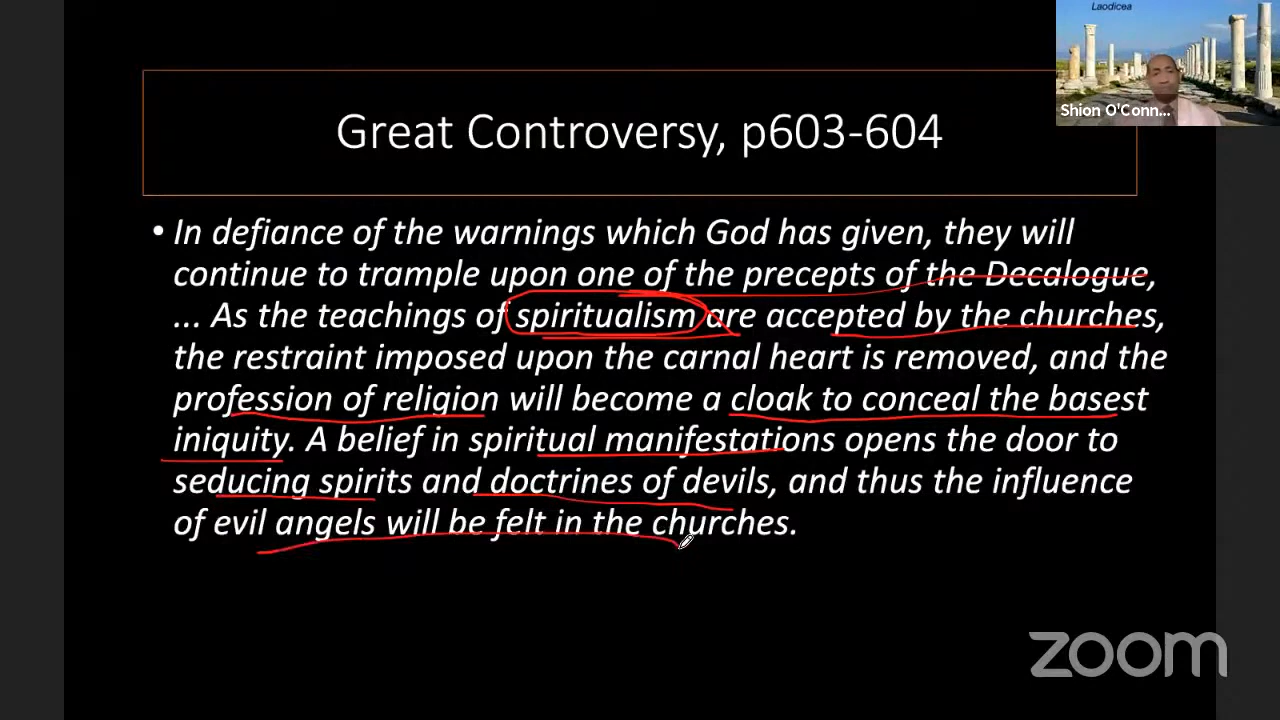 Laodicea
Shion O'Conn...
Great Controversy, p603-604
• In defiance of the warnings which God has given, they will
continue to trample upon one of the precepts of the Decalogue,
... As the teachings of spiritualism are accepted by the churches,
the restraint imposed upon the carnal heart is removed, and the
profession of religion will become a cloak to conceal the basest
iniquity. A belief in spiritual manifestations opens the door to
seducing spirits and doctrines of devils, and thus the influence
of evil angels will be felt in the churches.
zoom